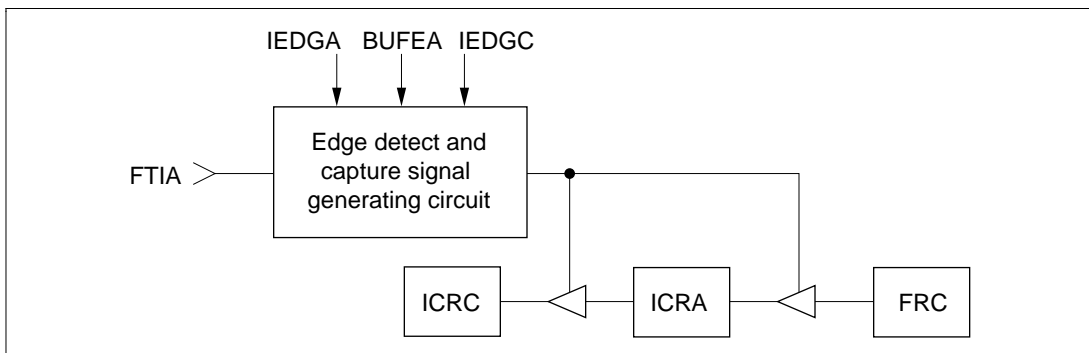 IEDGA BUFEA IEDGC
Edge detect and
capture signal
generating circuit
FTIA
ICRC ICRA FRC